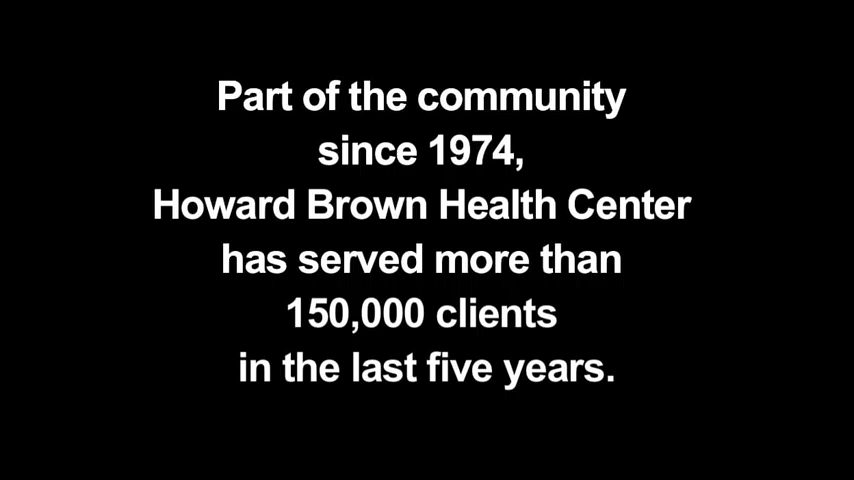 Part of the community
since 1974,
Howard Brown Health Center
has served more than
150,000 clients
in the last five years.